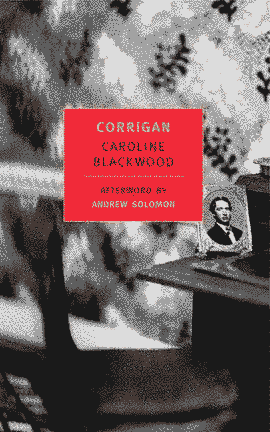 CORRIGAN
CAROLINE
BLACKWOOD
AFTERWORD BY
ANDREW SOLOMON